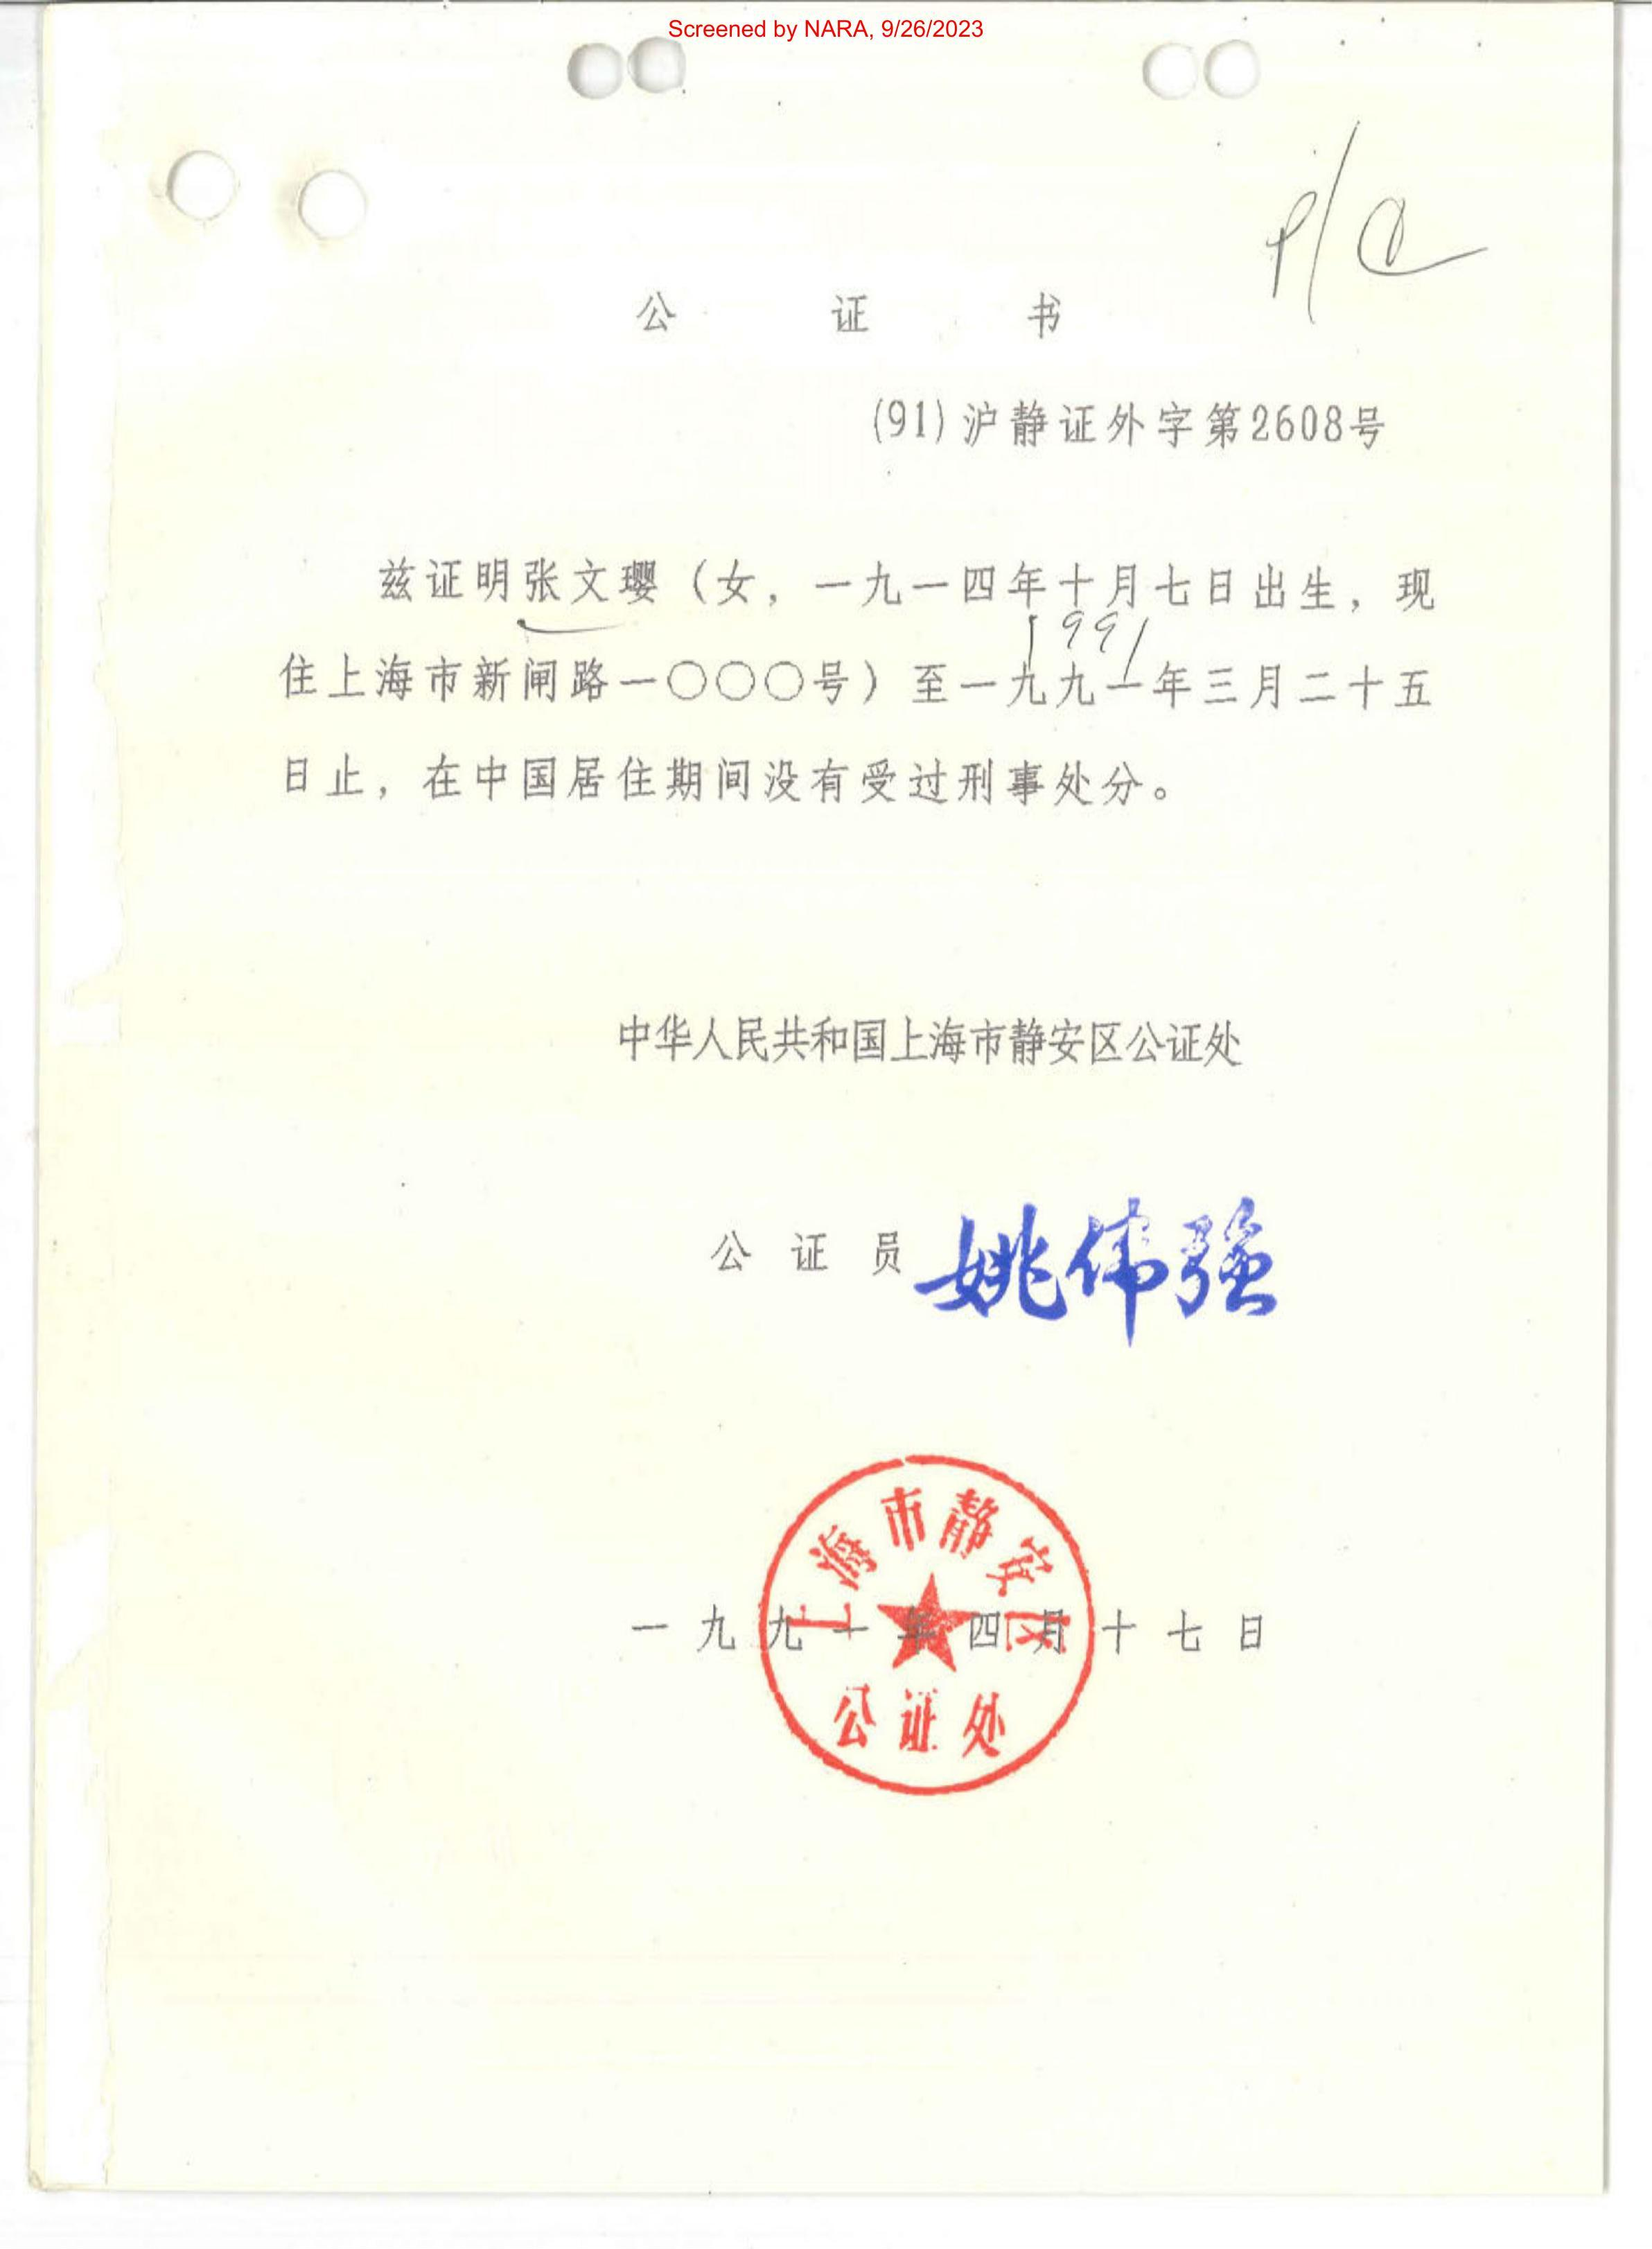 Screened by NARA, 9/26/2023
P/C
公 证 书
(91)沪静证外字第2608号
兹证明张文璎（女，一九一四年十月七日出生，现
1991
住上海市新闸路一〇〇〇号）至一九九一年三月二十五
日止，在中国居住期间没有受过刑事处分。
中华人民共和国上海市静安区公证处
公 证 员 姚伟强
上海市静安区
一九九一年四月十七日
公证处